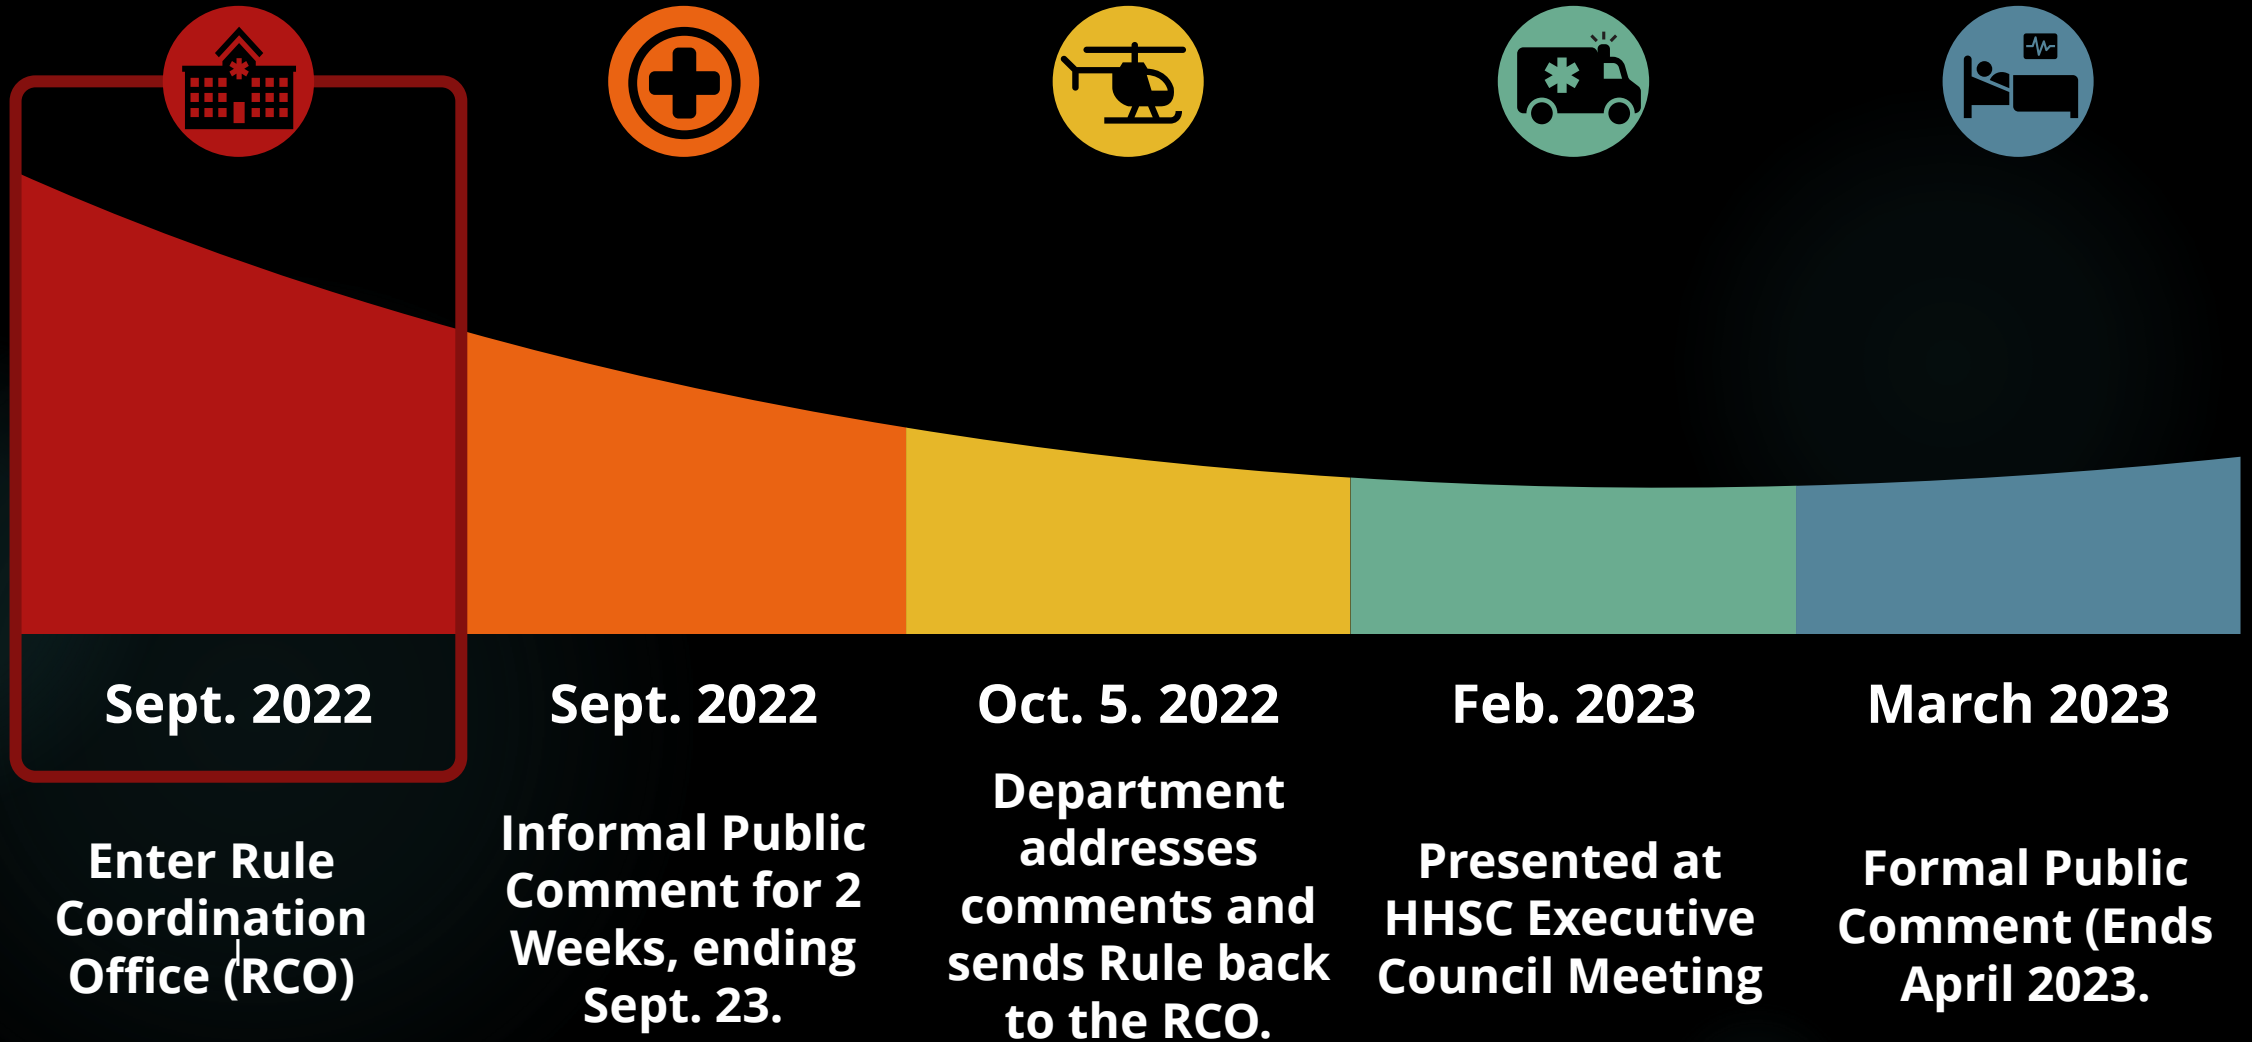 Sept. 2022
Enter Rule
Coordination
Office (RCO)
Sept. 2022
Informal Public
Comment for 2
Weeks, ending
Sept. 23.
Oct. 5. 2022
Department
addresses
comments and
sends Rule back
to the RCO.
Feb. 2023
Presented at
HHSC Executive
Council Meeting
March 2023
Formal Public
Comment (Ends
April 2023.